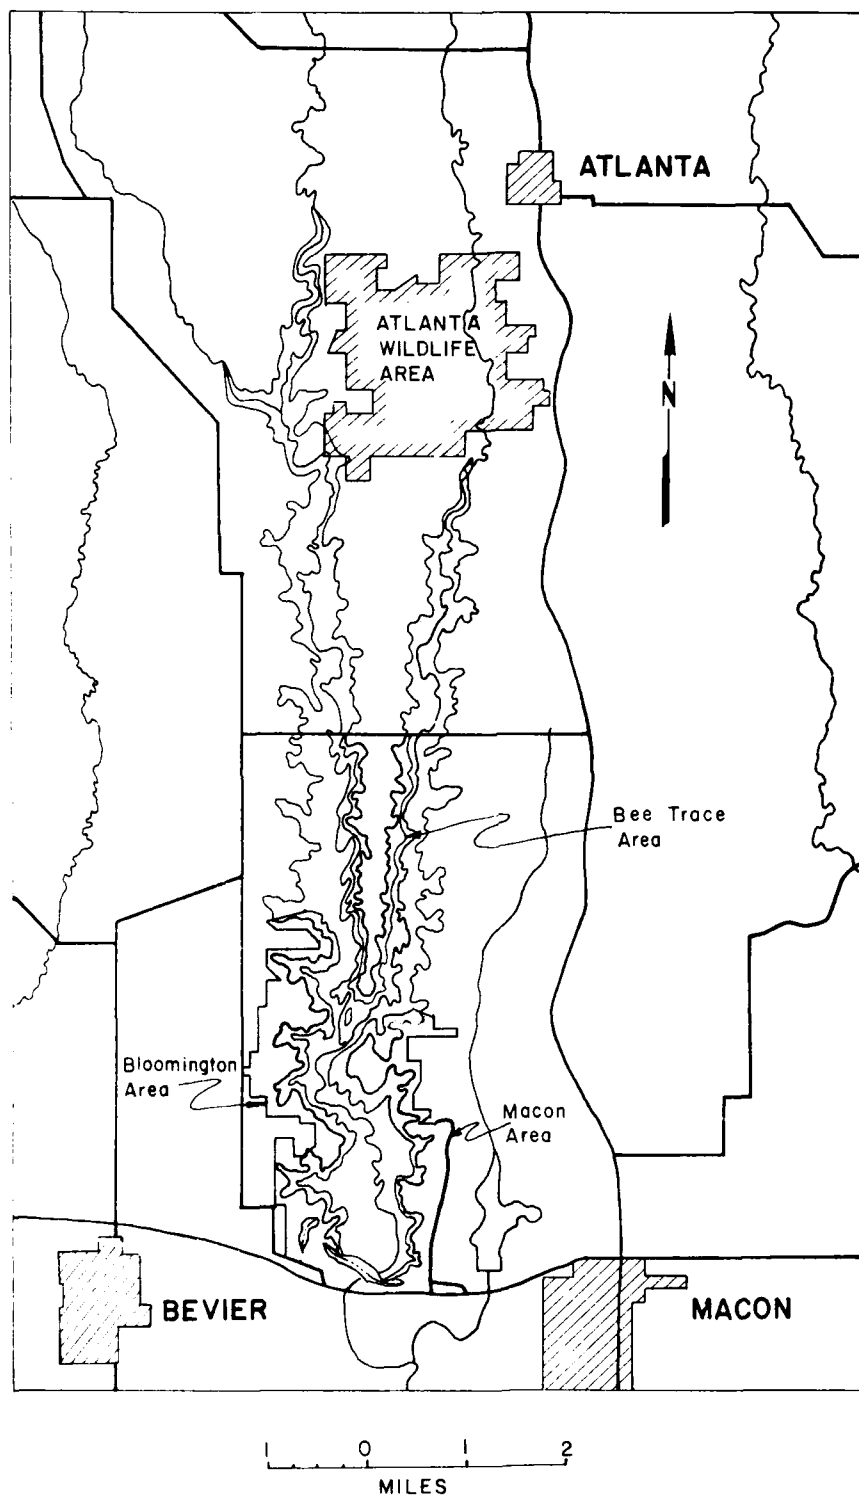 ATLANTA
ATLANTA
WILDLIFE
AREA
N
Bee Trace
Area
Bloomington
Area
Macon
Area
BEVIER
MACON
1 0 1 2
MILES